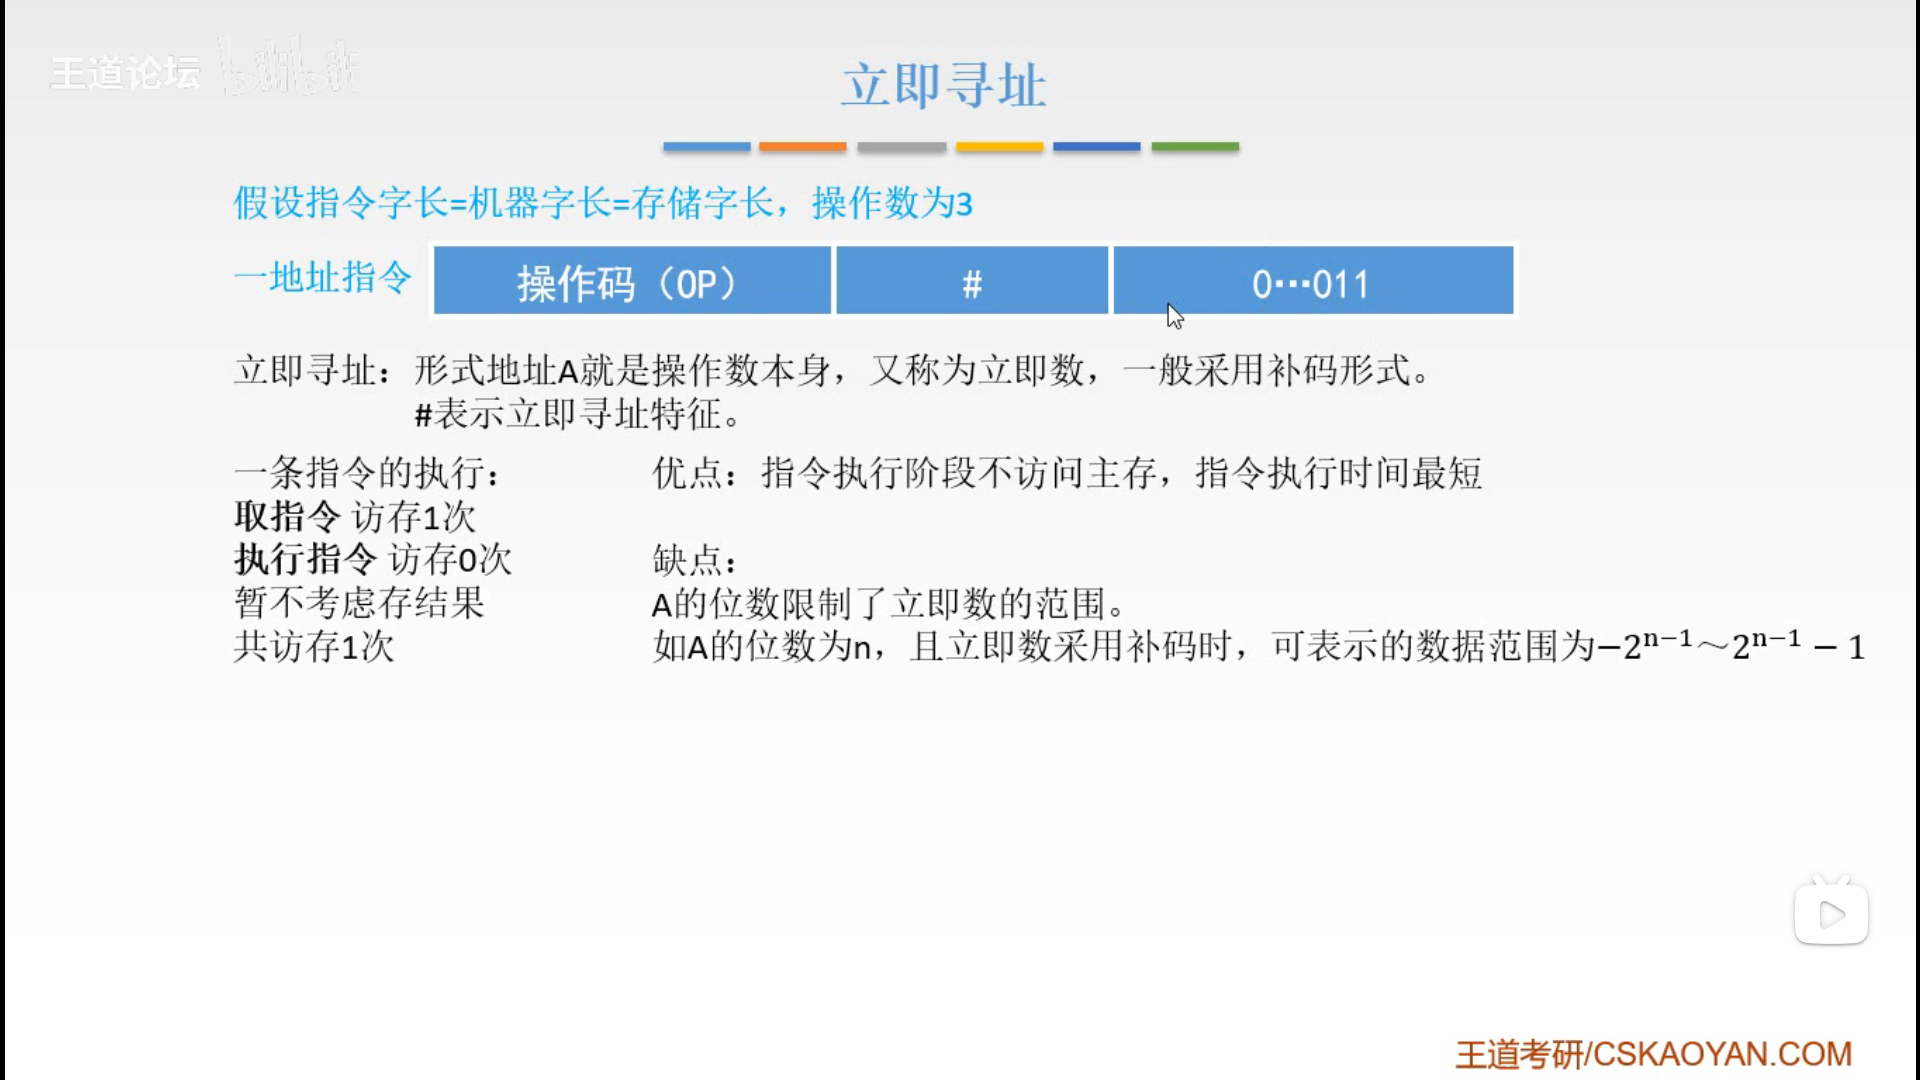 王道论坛 bilibili
立即寻址
假设指令字长=机器字长=存储字长，操作数为3
一地址指令 操作码（OP） # 0···011
立即寻址：形式地址A就是操作数本身，又称为立即数，一般采用补码形式。
#表示立即寻址特征。
一条指令的执行： 优点：指令执行阶段不访问主存，指令执行时间最短
取指令 访存1次
执行指令 访存0次 缺点：
暂不考虑存结果 A的位数限制了立即数的范围。
共访存1次 如A的位数为n，且立即数采用补码时，可表示的数据范围为−2ⁿ⁻¹～2ⁿ⁻¹ − 1
王道考研/CSKAOYAN.COM